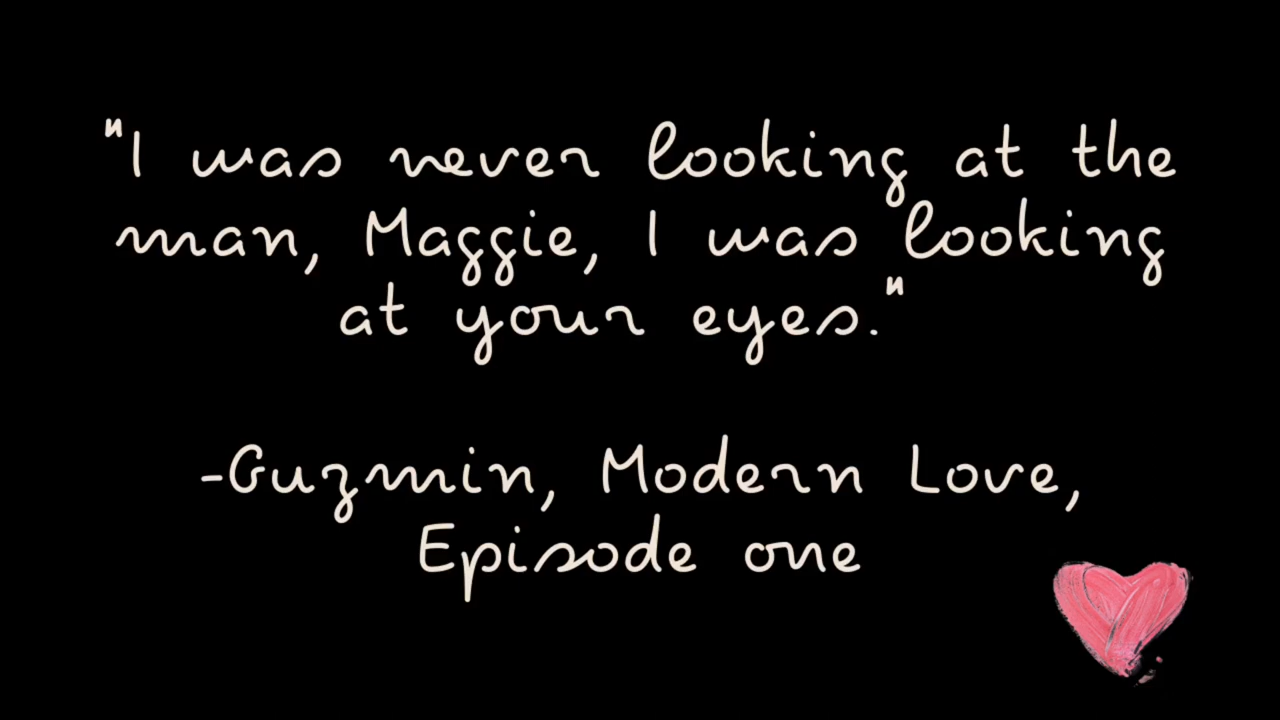 "I was never looking at the
man, Maggie, I was looking
at your eyes."
-Guzmin, Modern Love,
Episode one